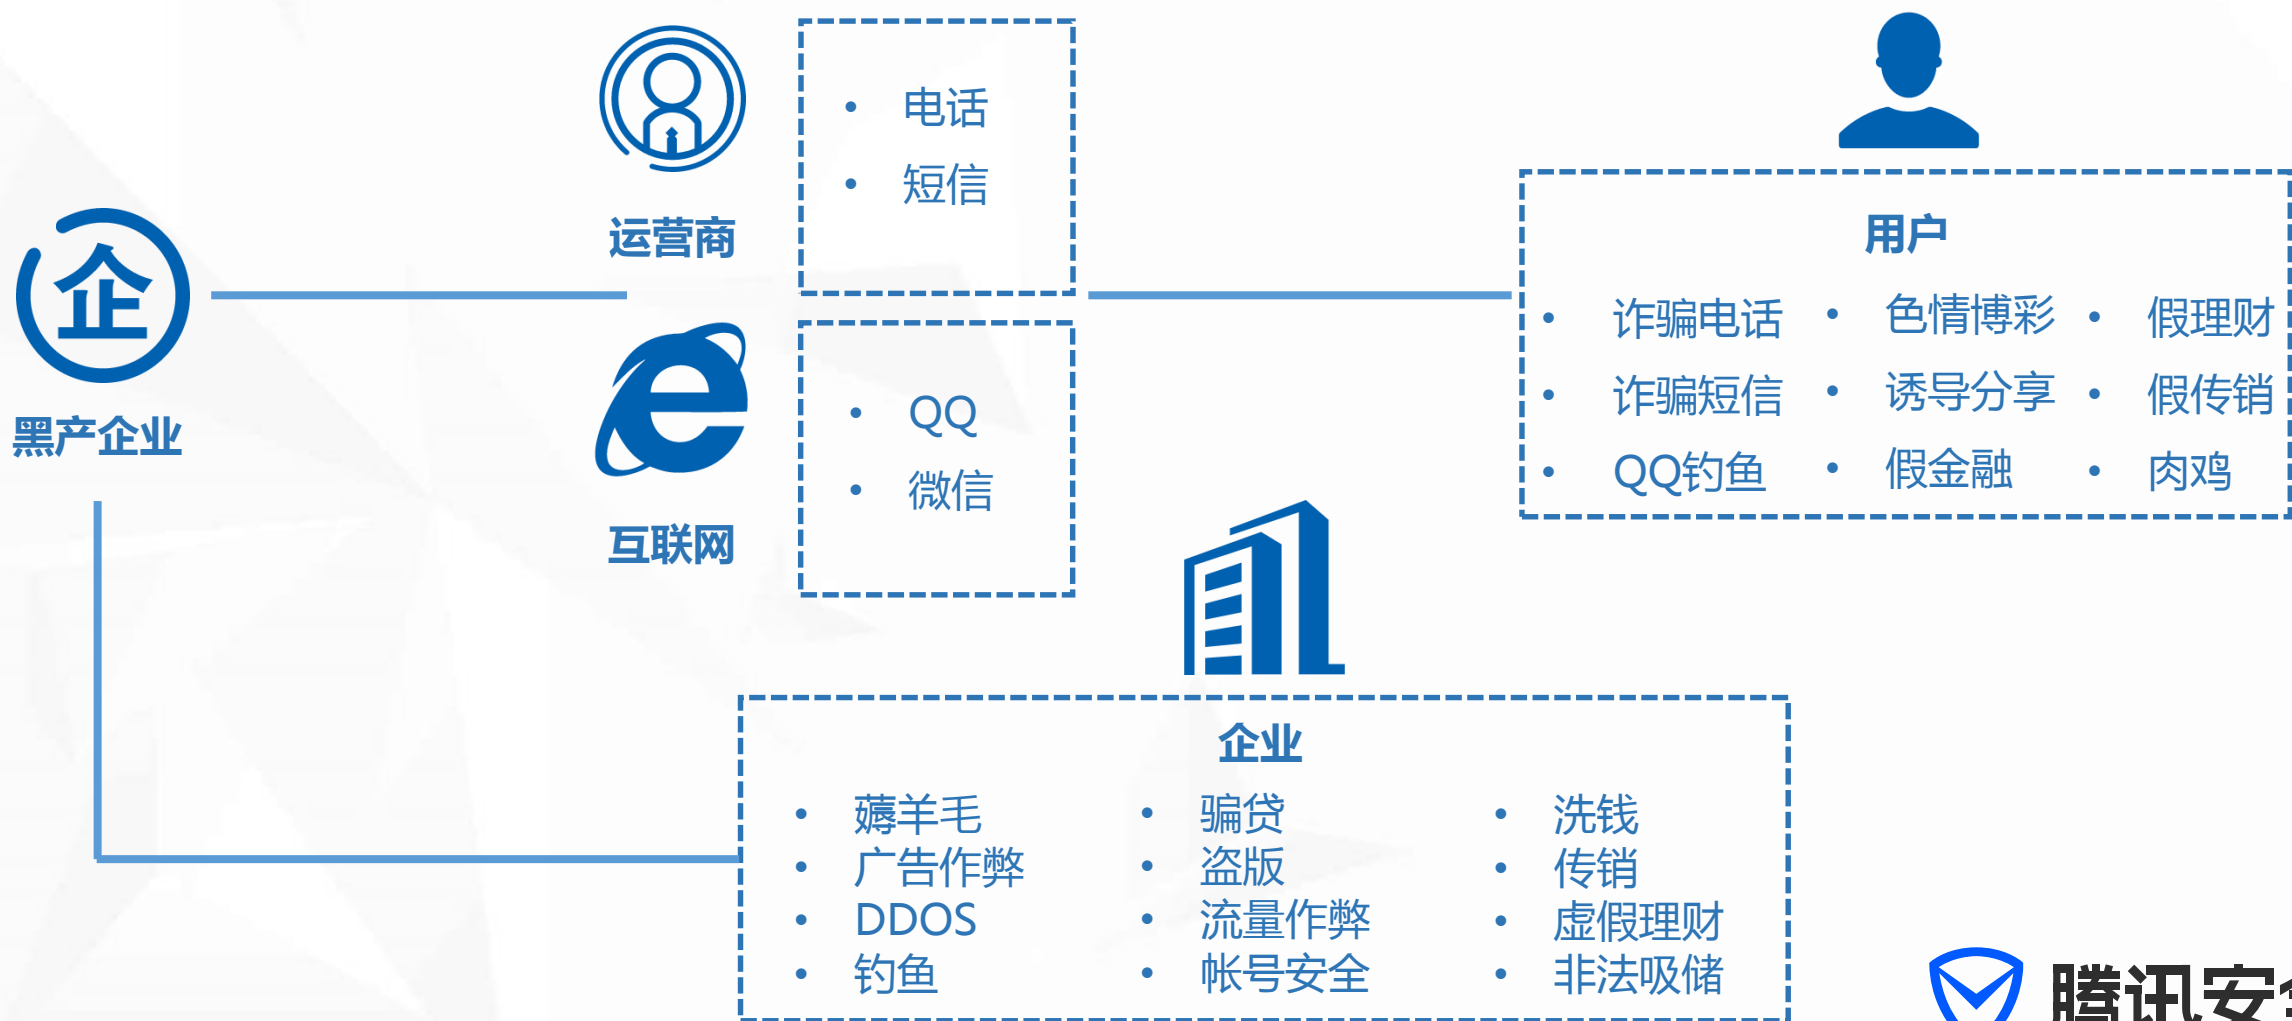 电话
短信
运营商
企
黑产企业
QQ
微信
互联网
用户
诈骗电话
色情博彩
假理财
诈骗短信
诱导分享
假传销
QQ钓鱼
假金融
肉鸡
企业
薅羊毛
骗贷
洗钱
广告作弊
盗版
传销
DDOS
流量作弊
虚假理财
钓鱼
帐号安全
非法吸储
腾讯安全